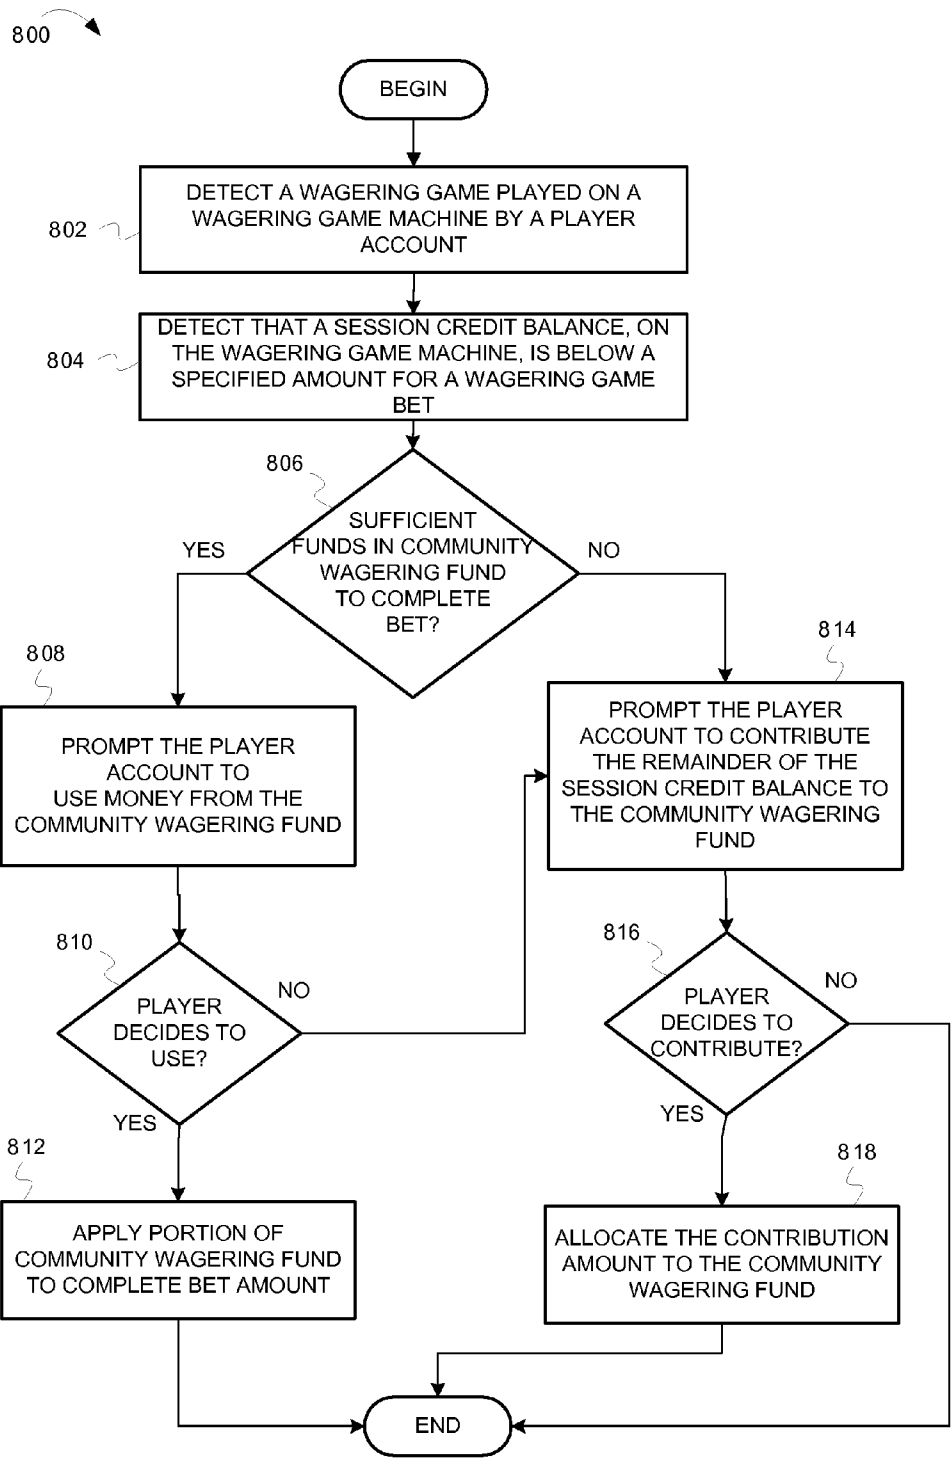 800
BEGIN
DETECT A WAGERING GAME PLAYED ON A
WAGERING GAME MACHINE BY A PLAYER
ACCOUNT
802
DETECT THAT A SESSION CREDIT BALANCE, ON
THE WAGERING GAME MACHINE, IS BELOW A
SPECIFIED AMOUNT FOR A WAGERING GAME
BET
804
806
SUFFICIENT
FUNDS IN COMMUNITY
WAGERING FUND
TO COMPLETE
BET?
YES
NO
808
PROMPT THE PLAYER
ACCOUNT TO
USE MONEY FROM THE
COMMUNITY WAGERING FUND
814
PROMPT THE PLAYER
ACCOUNT TO CONTRIBUTE
THE REMAINDER OF THE
SESSION CREDIT BALANCE TO
THE COMMUNITY WAGERING
FUND
810
PLAYER
DECIDES TO
USE?
NO
YES
816
PLAYER
DECIDES TO
CONTRIBUTE?
NO
YES
812
APPLY PORTION OF
COMMUNITY WAGERING FUND
TO COMPLETE BET AMOUNT
818
ALLOCATE THE CONTRIBUTION
AMOUNT TO THE COMMUNITY
WAGERING FUND
END